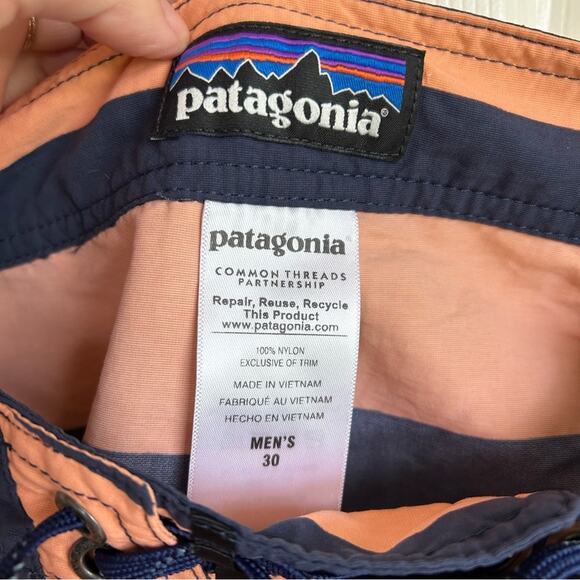 patagonia®
patagonia®
COMMON THREADS
PARTNERSHIP
Repair, Reuse, Recycle
This Product
www.patagonia.com
100% NYLON
EXCLUSIVE OF TRIM
MADE IN VIETNAM
FABRIQUÉ AU VIETNAM
HECHO EN VIETNAM
MEN'S
30